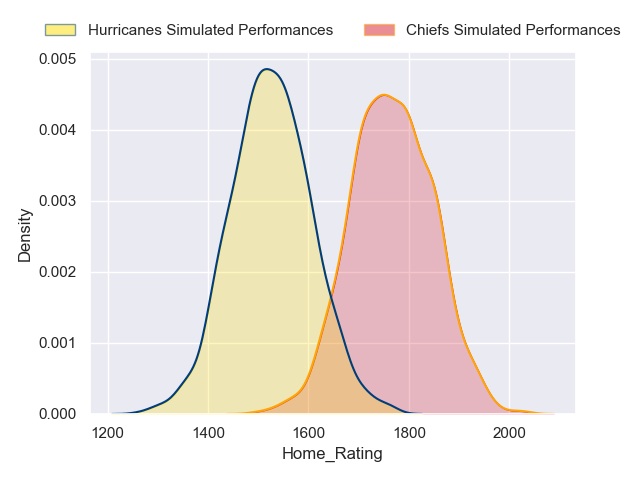 Hurricanes Simulated Performances Chiefs Simulated Performances
0.005
0.004
0.003
0.002
0.001
0.000
Density
1200 1400 1600 1800 2000
Home_Rating